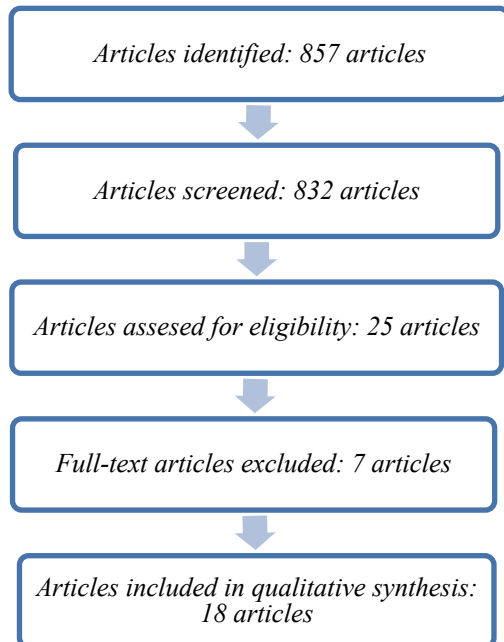 Articles identified: 857 articles
Articles screened: 832 articles
Articles assesed for eligibility: 25 articles
Full-text articles excluded: 7 articles
Articles included in qualitative synthesis:
18 articles